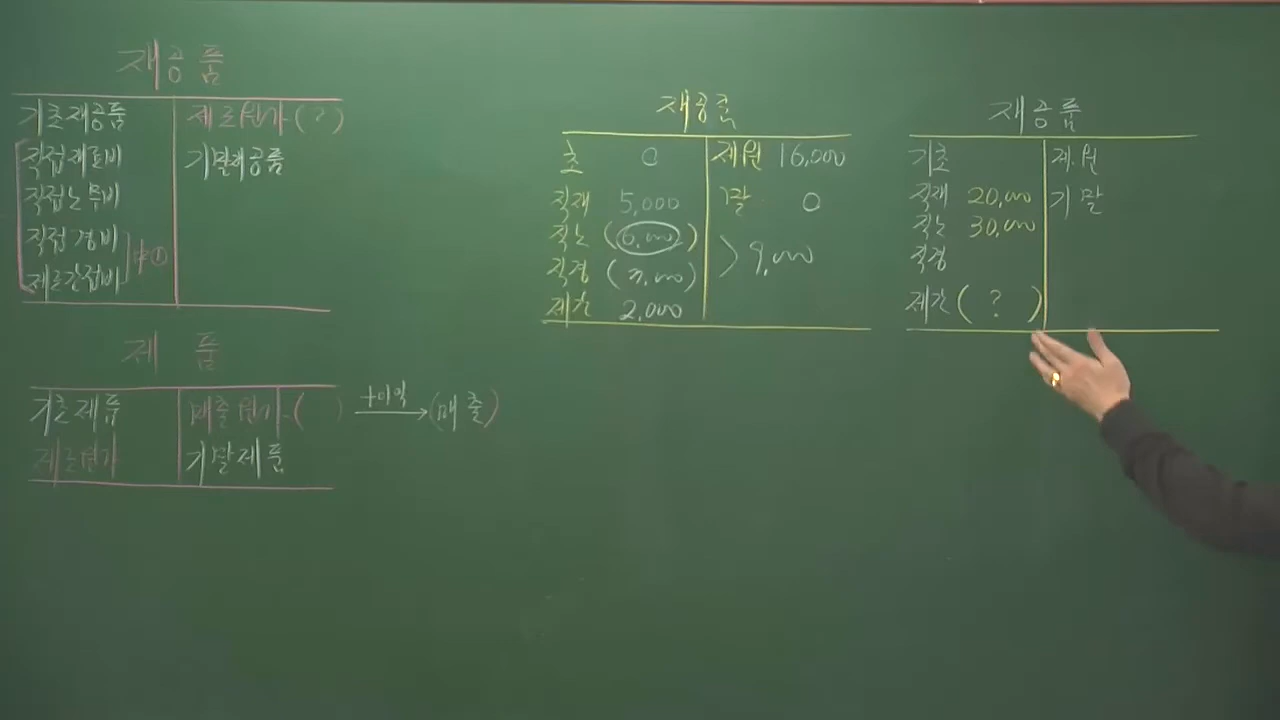 재공품
기초재공품 제조원가 (?)
직접재료비 기말재공품
직접노무비
직접경비
제조간접비 中①
제 품
기초제품 매출원가 ( ) +이익 → (매출)
제조원가 기말제품
재공품
초 0 제원 16,000
직재 5,000 기말 0
직노 (6,000) > 9,000
직경 (3,000)
제간 2,000
재공품
기초 제.원
직재 20,000 기말
직노 30,000
직경
제간 ( ? )